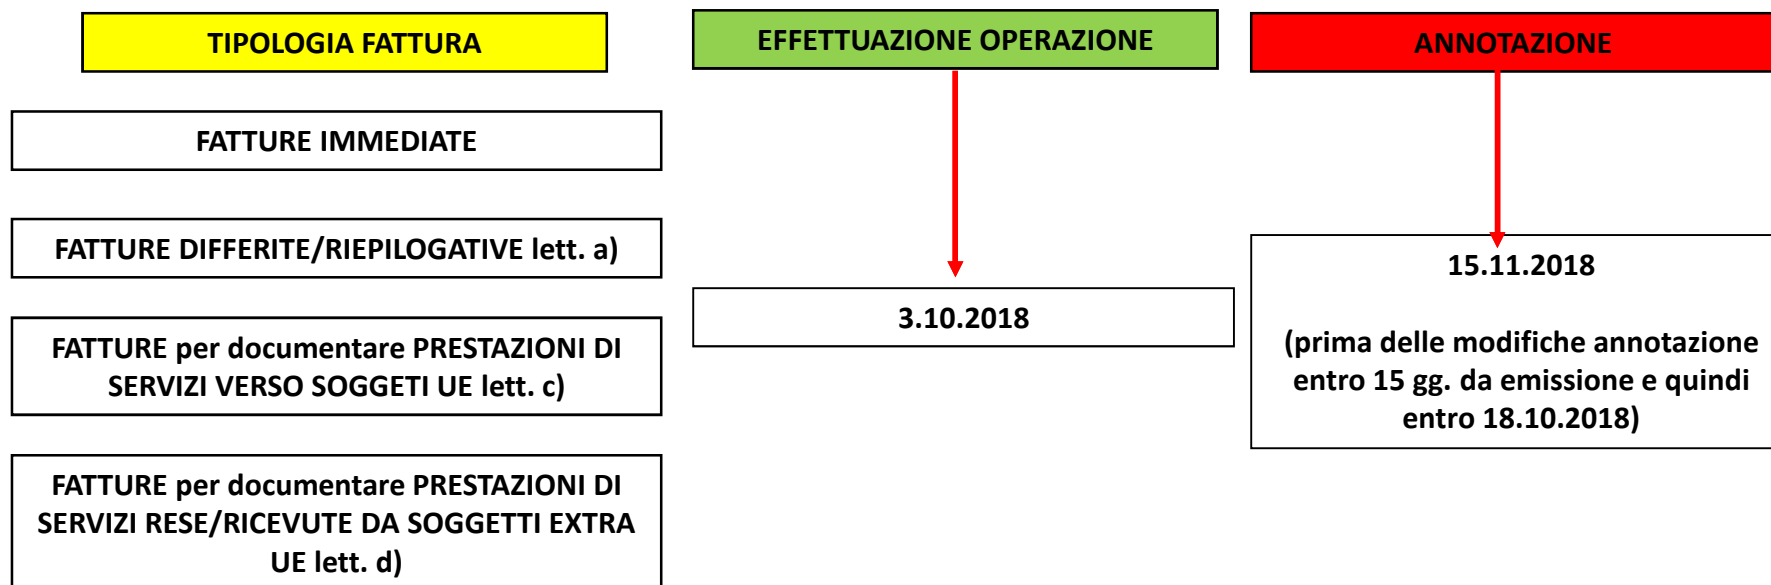 TIPOLOGIA FATTURA
FATTURE IMMEDIATE
FATTURE DIFFERITE/RIEPILOGATIVE lett. a)
FATTURE per documentare PRESTAZIONI DI
SERVIZI VERSO SOGGETI UE lett. c)
FATTURE per documentare PRESTAZIONI DI
SERVIZI RESE/RICEVUTE DA SOGGETTI EXTRA
UE lett. d)
EFFETTUAZIONE OPERAZIONE
3.10.2018
ANNOTAZIONE
15.11.2018
(prima delle modifiche annotazione
entro 15 gg. da emissione e quindi
entro 18.10.2018)